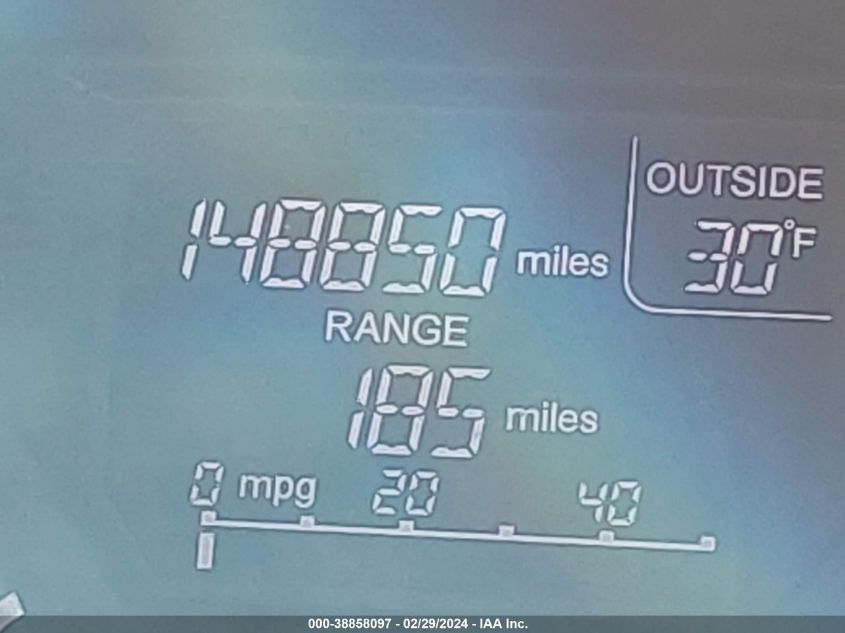 OUTSIDE
30°F
148850 miles
RANGE
185 miles
0 mpg 20 40
000-38858097 - 02/29/2024 - IAA Inc.